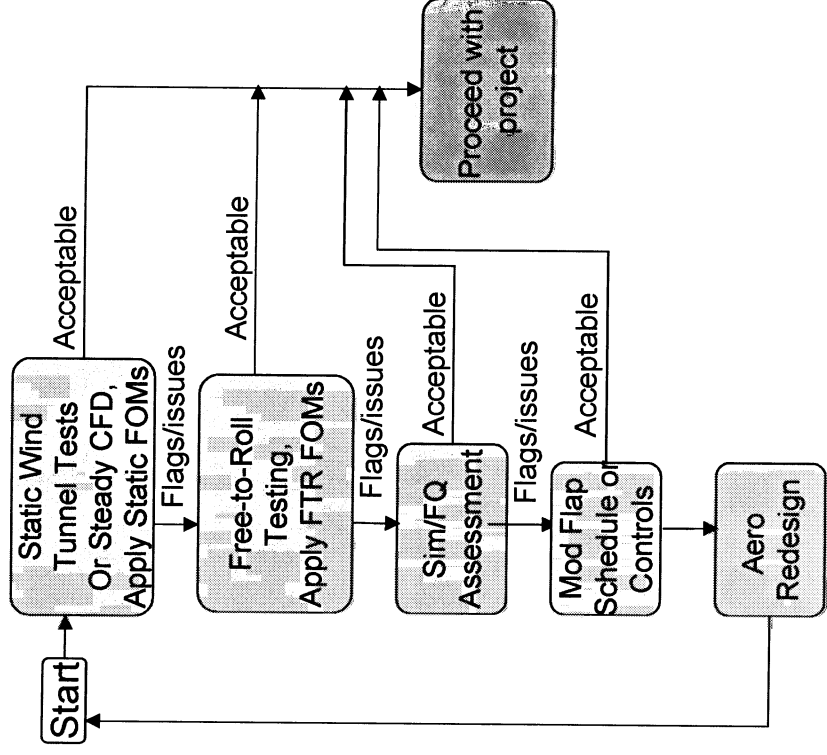 Start
Static Wind
Tunnel Tests
Or Steady CFD,
Apply Static FOMs
Acceptable
Flags/issues
Free-to-Roll
Testing,
Apply FTR FOMs
Acceptable
Flags/issues
Sim/FQ
Assessment
Acceptable
Flags/issues
Mod Flap
Schedule or
Controls
Acceptable
Aero
Redesign
Proceed with
project